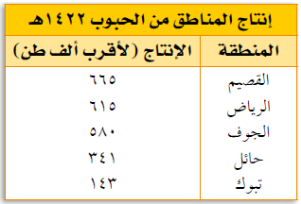 إنتاج المناطق من الحبوب ١٤٢٢هـ
المنطقة الإنتاج (لأقرب ألف طن)
القصيم ٦٦٥
الرياض ٦١٥
الجوف ٥٨٠
حائل ٣٤١
تبوك ١٤٣